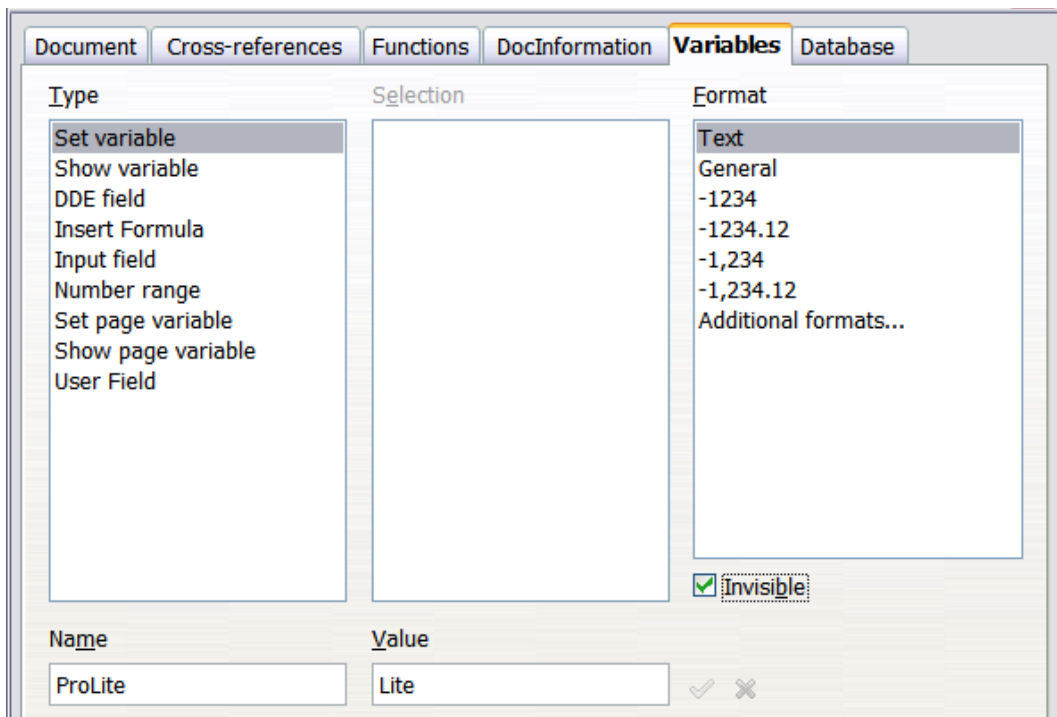 Document Cross-references Functions DocInformation Variables Database
Type Selection Format
Set variable
Show variable
DDE field
Insert Formula
Input field
Number range
Set page variable
Show page variable
User Field
Text
General
-1234
-1234.12
-1,234
-1,234.12
Additional formats...
Invisible
Name Value
ProLite Lite